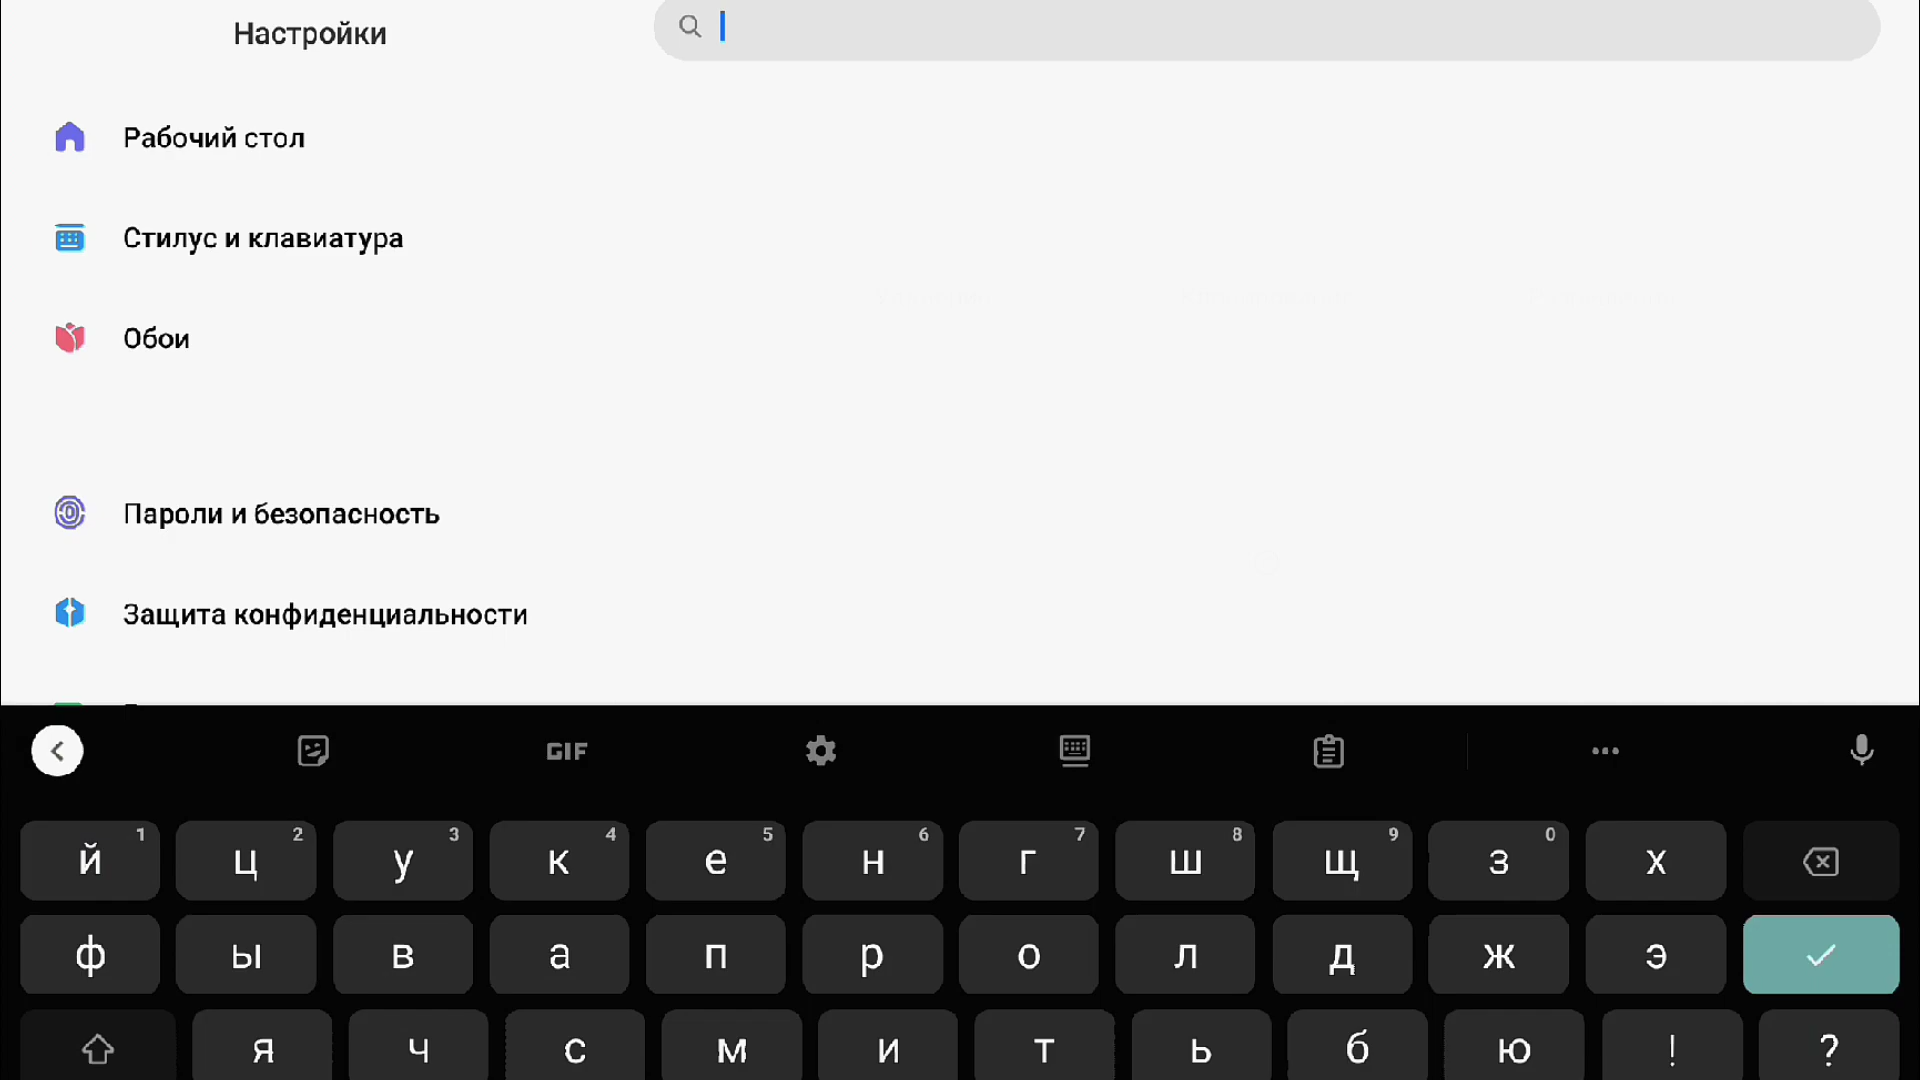 Настройки
Рабочий стол
Стилус и клавиатура
Обои
Пароли и безопасность
Защита конфиденциальности
GIF
й 1 ц 2 у 3 к 4 е 5 н 6 г 7 ш 8 щ 9 з 0 х
ф ы в а п р о л д ж э
я ч с м и т ь б ю ! ?